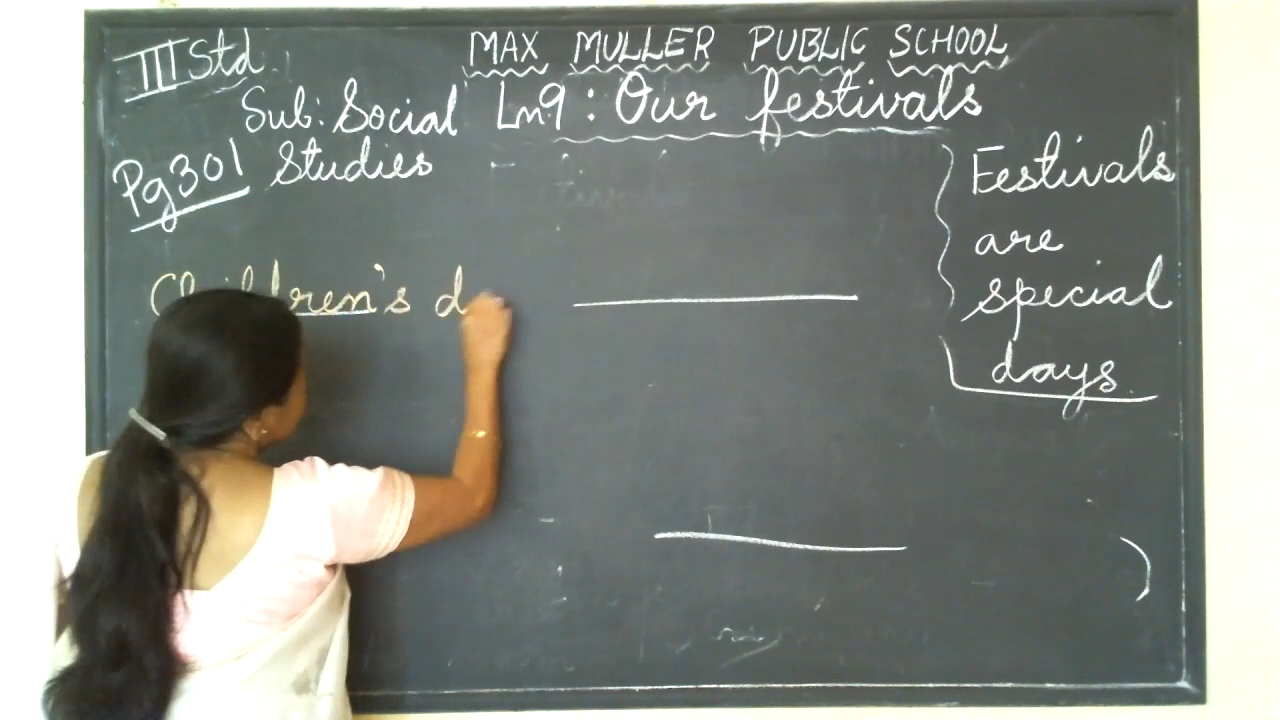 III Std
MAX MULLER PUBLIC SCHOOL
Sub: Social Ln9: Our festivals
Pg301 Studies
Festivals
are
special
days
Children's d